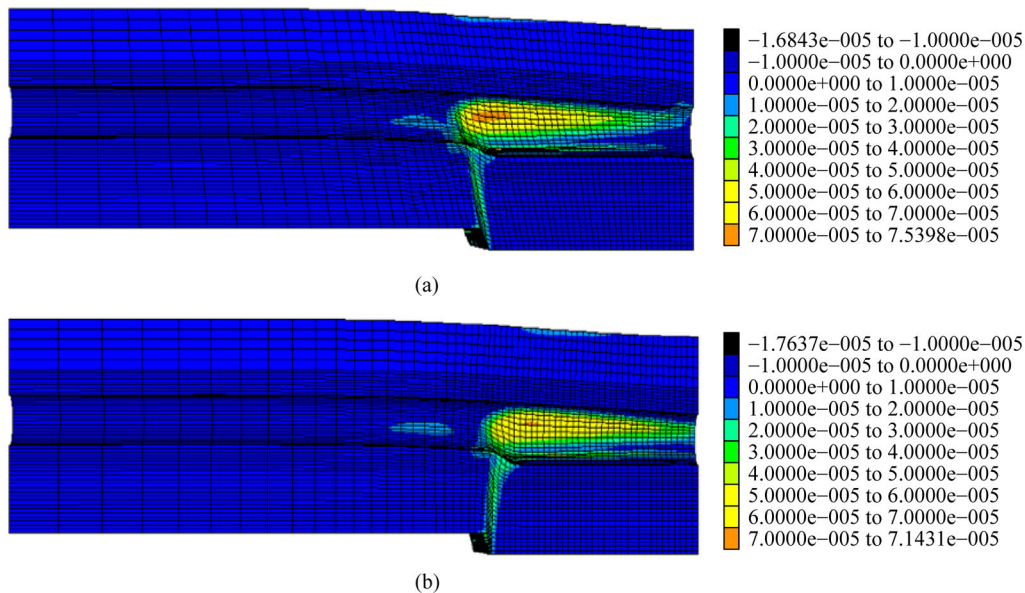 −1.6843e−005 to −1.0000e−005
−1.0000e−005 to 0.0000e+000
0.0000e+000 to 1.0000e−005
1.0000e−005 to 2.0000e−005
2.0000e−005 to 3.0000e−005
3.0000e−005 to 4.0000e−005
4.0000e−005 to 5.0000e−005
5.0000e−005 to 6.0000e−005
6.0000e−005 to 7.0000e−005
7.0000e−005 to 7.5398e−005
(a)
−1.7637e−005 to −1.0000e−005
−1.0000e−005 to 0.0000e+000
0.0000e+000 to 1.0000e−005
1.0000e−005 to 2.0000e−005
2.0000e−005 to 3.0000e−005
3.0000e−005 to 4.0000e−005
4.0000e−005 to 5.0000e−005
5.0000e−005 to 6.0000e−005
6.0000e−005 to 7.0000e−005
7.0000e−005 to 7.1431e−005
(b)